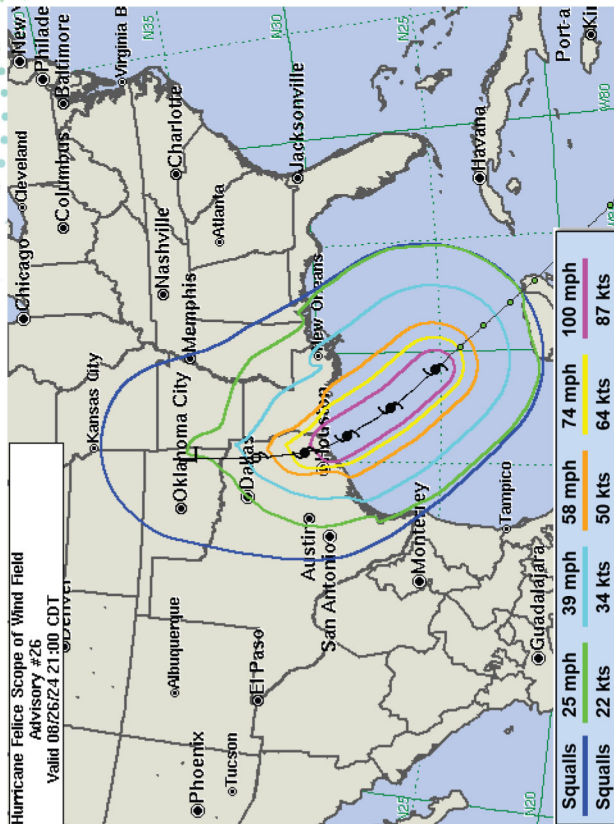 Hurricane Felice Scope of Wind Field
Advisory #26
Valid 08/26/24 21:00 CDT
Denver
Chicago
Cleveland
New
Philade
Baltimore
Columbus
Virginia B
N35
Kansas City
Nashville
Charlotte
Albuquerque
Oklahoma City
Memphis
Atlanta
Phoenix
Tucson
El Paso
Dallas
Jacksonville
N30
Austin
San Antonio
Houston
New Orleans
Monterrey
N25
N25
Havana
Tampico
Guadalajara
N20
Port-a
Kin
W80
Squalls
25 mph
39 mph
58 mph
74 mph
100 mph
Squalls
22 kts
34 kts
50 kts
64 kts
87 kts